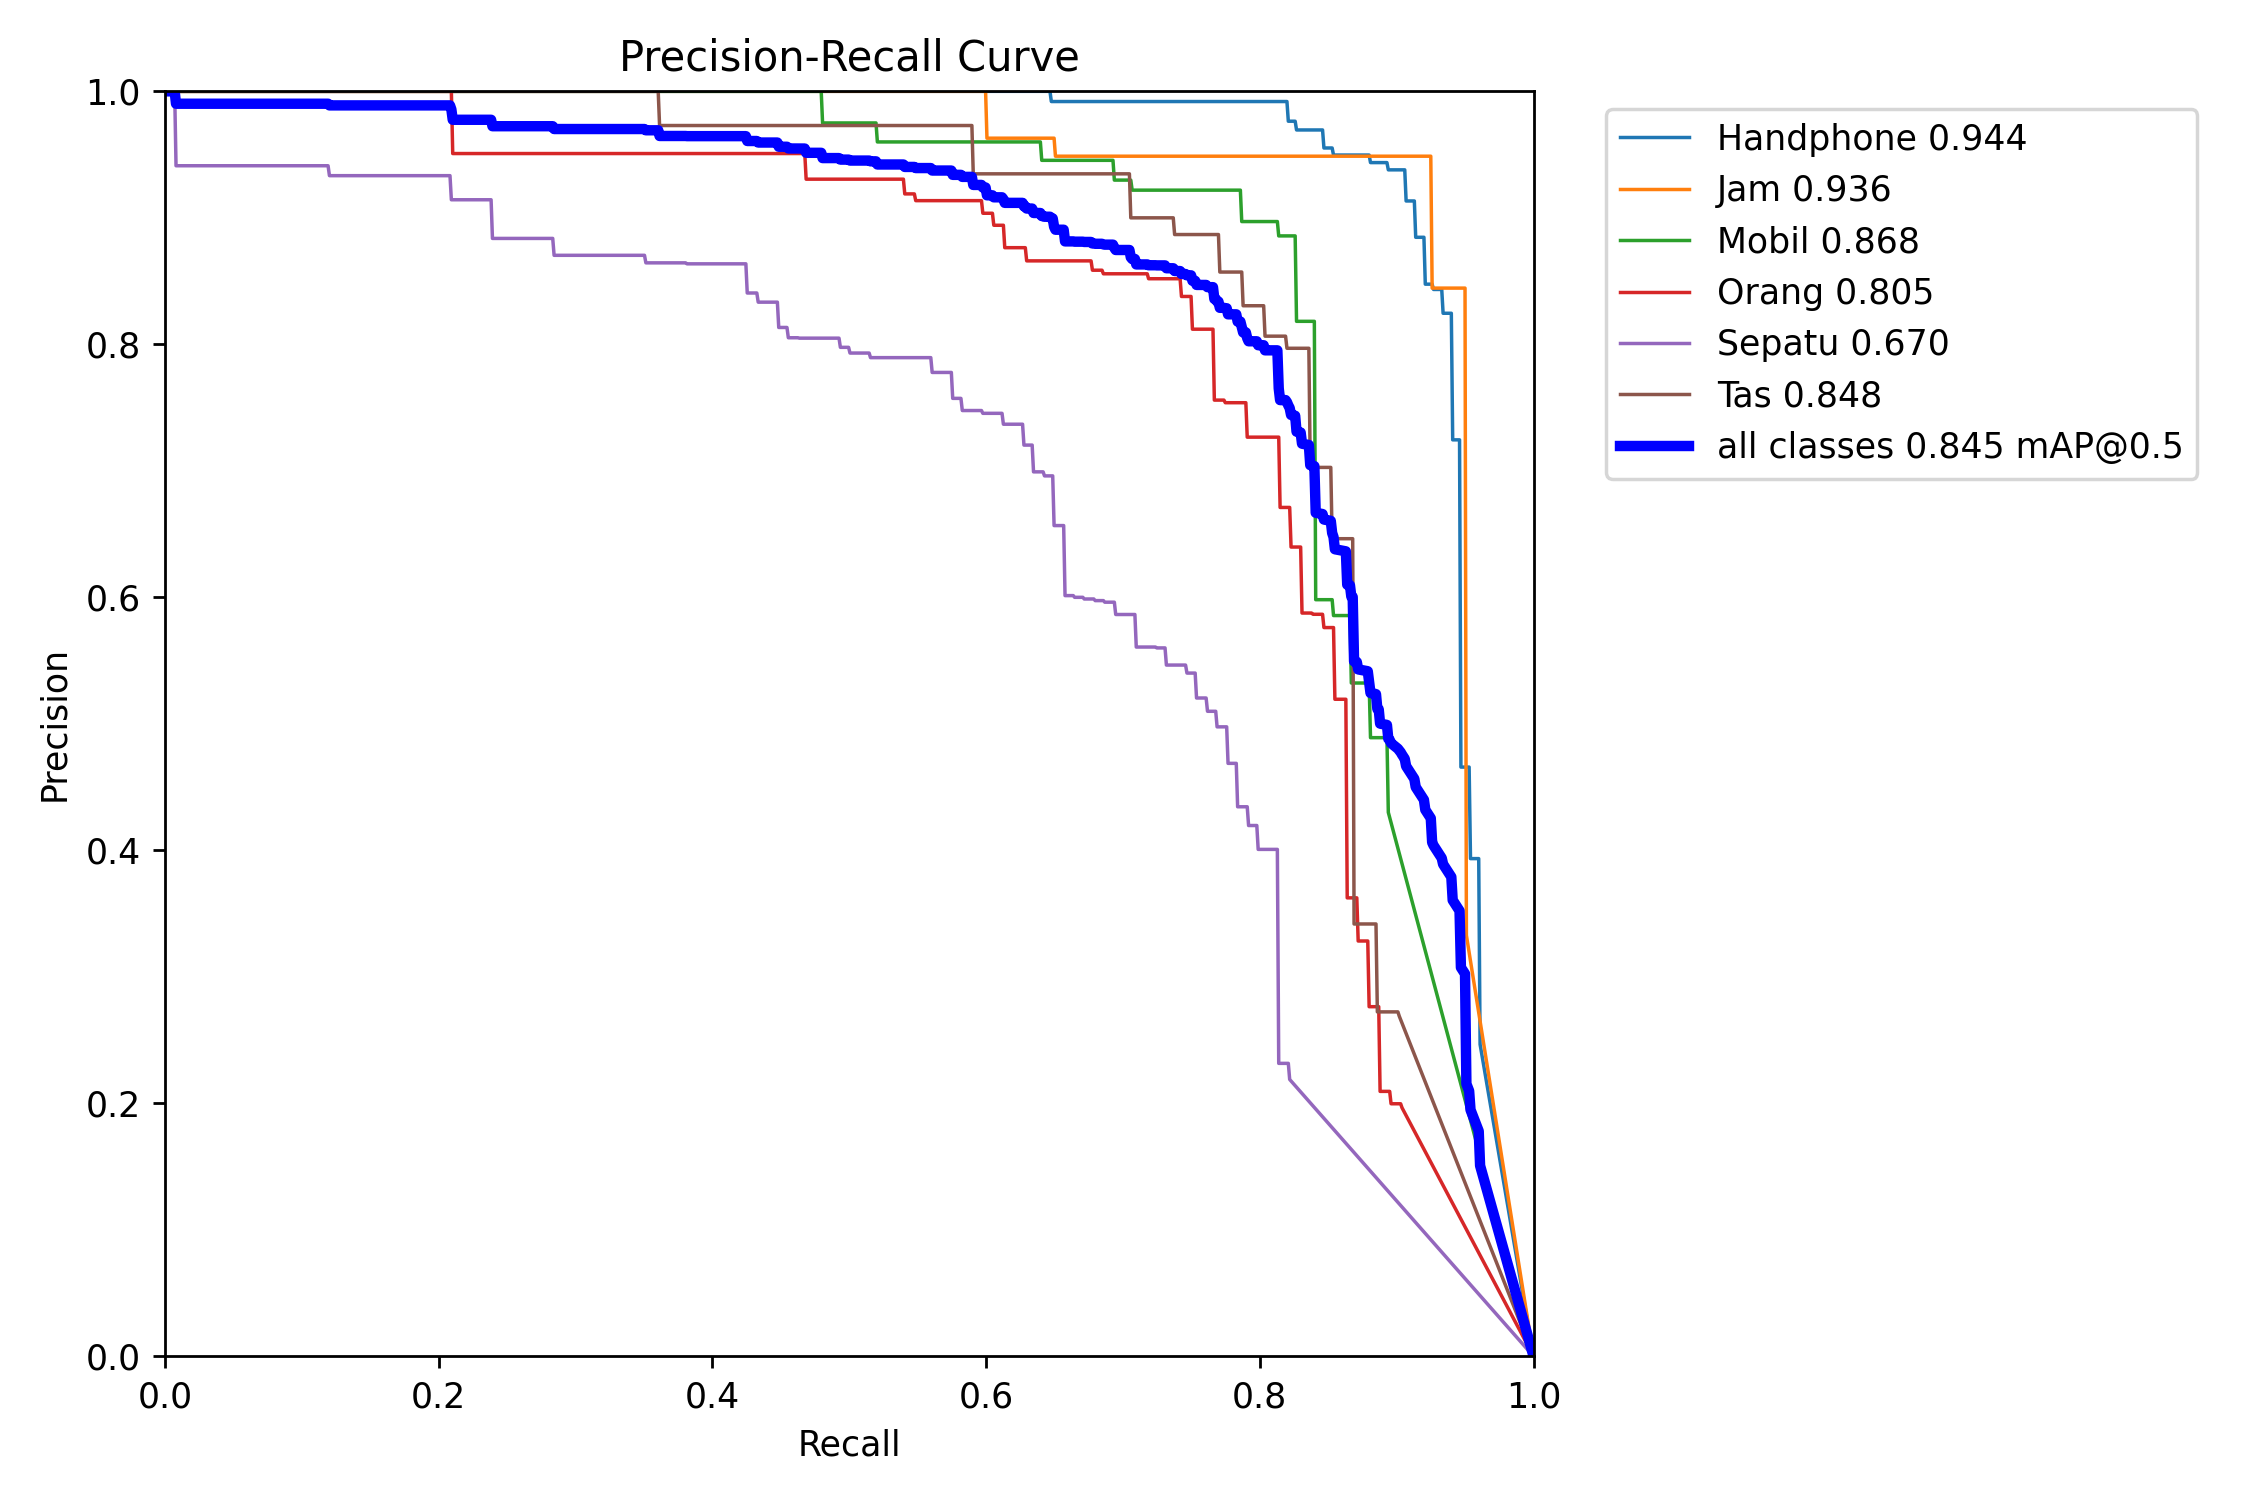 Precision-Recall Curve
1.0
0.8
0.6
0.4
0.2
0.0
Precision
0.0 0.2 0.4 0.6 0.8 1.0
Recall
Handphone 0.944
Jam 0.936
Mobil 0.868
Orang 0.805
Sepatu 0.670
Tas 0.848
all classes 0.845 mAP@0.5